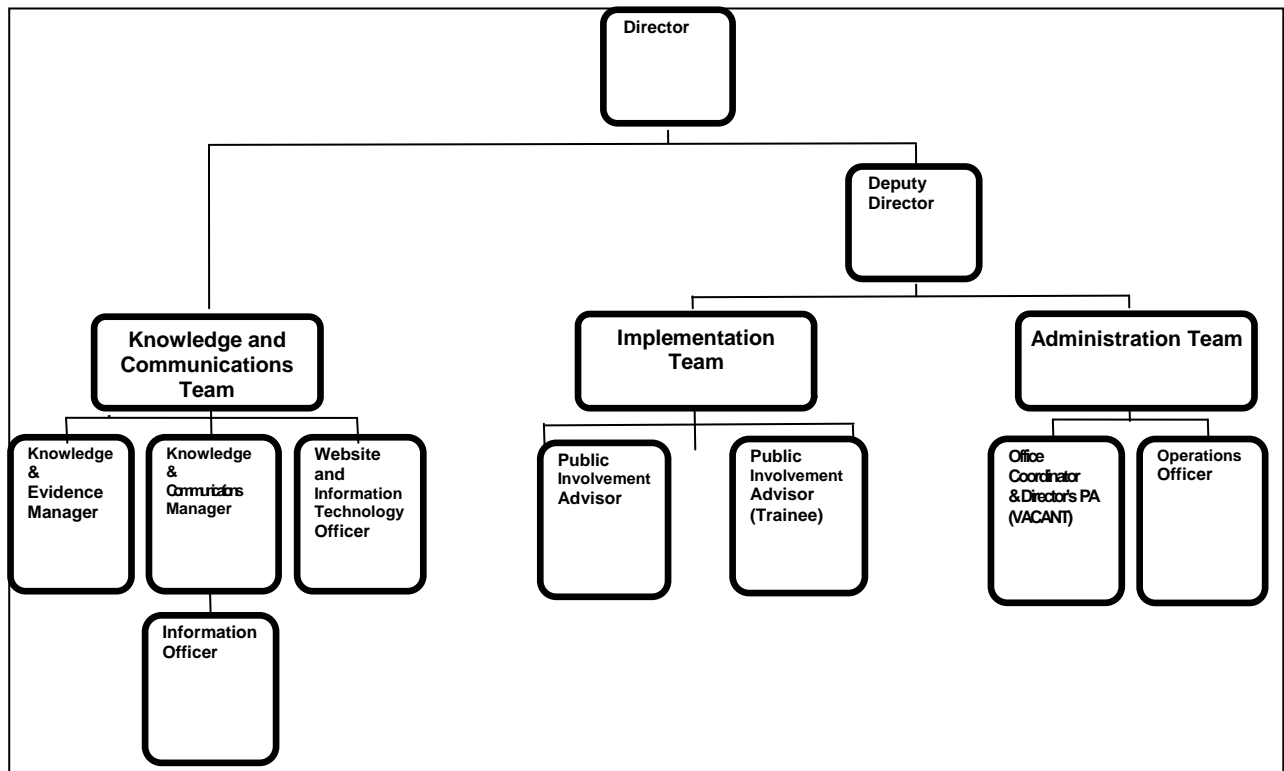 Director
Deputy
Director
Knowledge and
Communications
Team
Implementation
Team
Administration Team
Knowledge
&
Evidence
Manager
Knowledge
&
Communications
Manager
Website
and
Information
Technology
Officer
Public
Involvement
Advisor
Public
Involvement
Advisor
(Trainee)
Office
Coordinator
& Director's PA
(VACANT)
Operations
Officer
Information
Officer